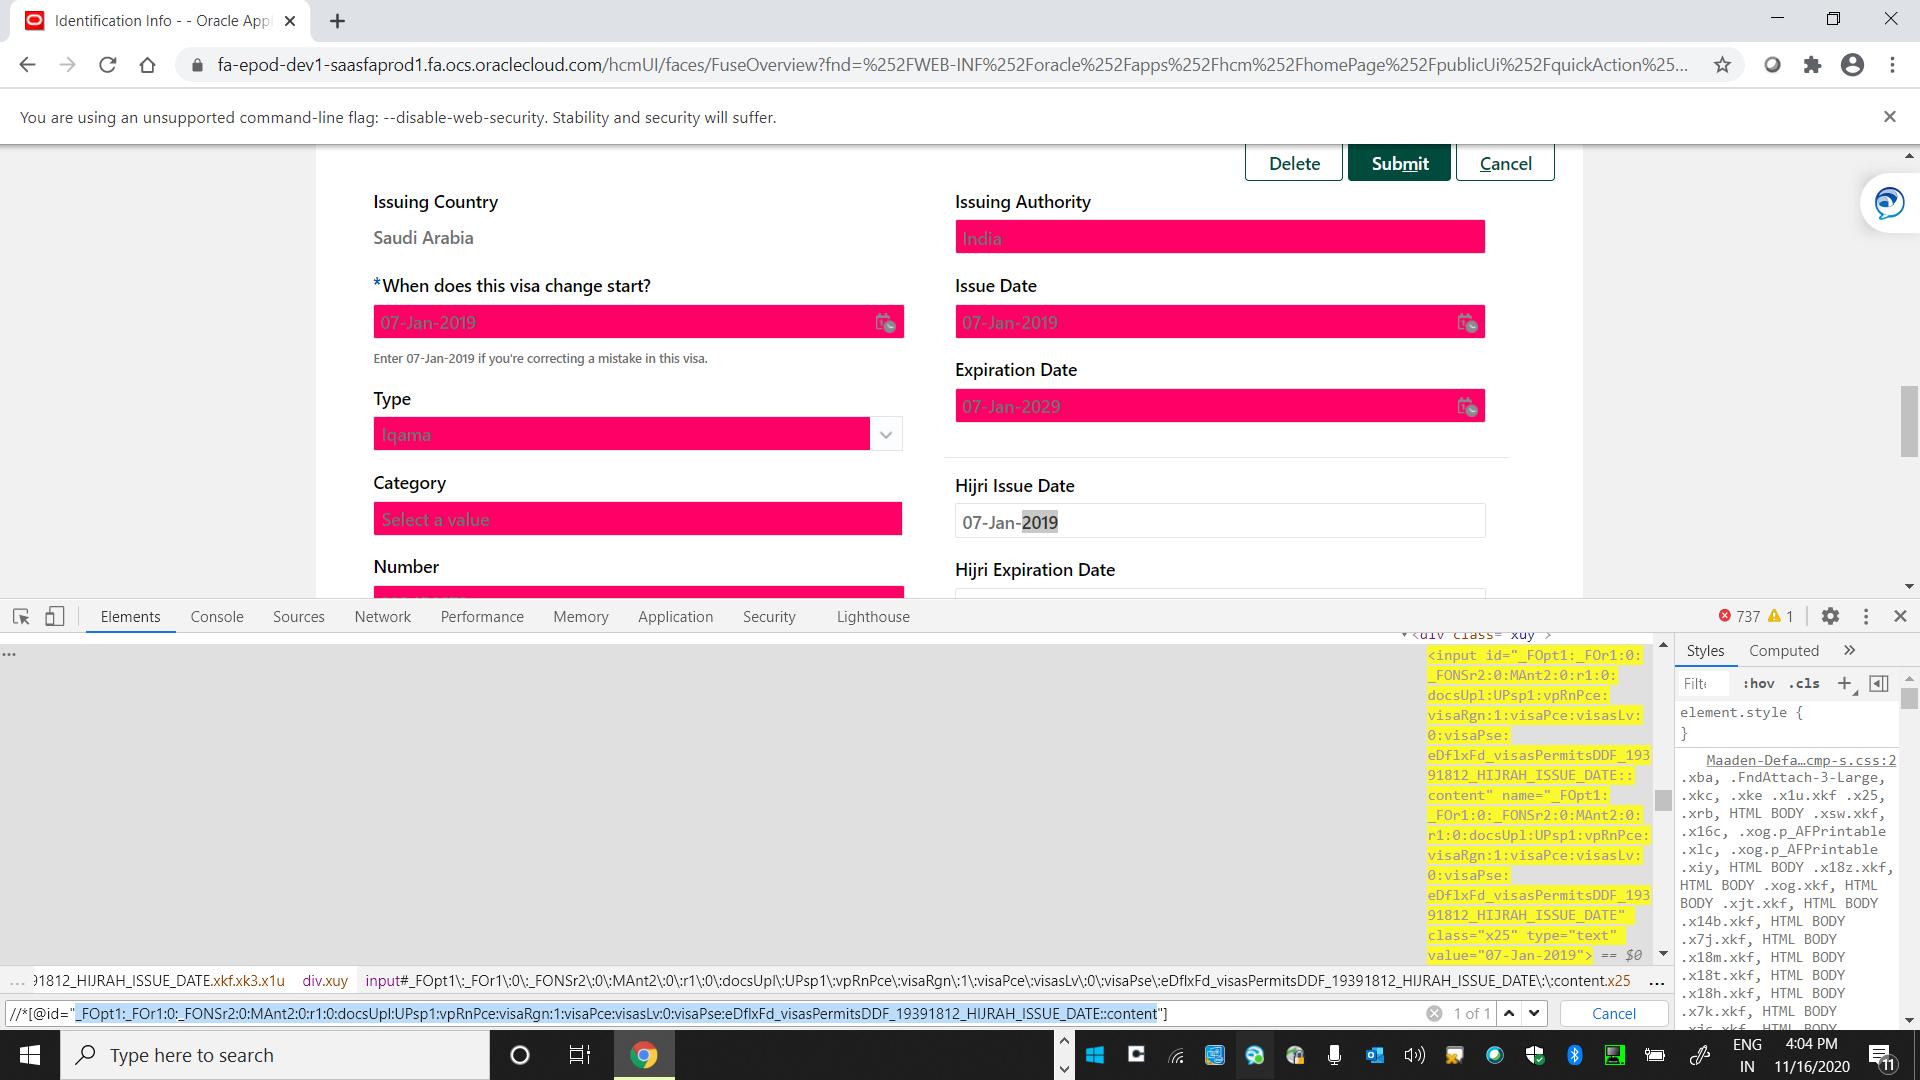 Identification Info - - Oracle Appl
fa-epod-dev1-saasfaprod1.fa.ocs.oraclecloud.com/hcmUI/faces/FuseOverview?fnd=%252FWEB-INF%252Foracle%252Fapps%252Fhcm%252FhomePage%252FpublicUi%252FquickAction%25...
You are using an unsupported command-line flag: --disable-web-security. Stability and security will suffer.
Delete Submit Cancel
Issuing Country
Saudi Arabia
*When does this visa change start?
07-Jan-2019
Enter 07-Jan-2019 if you're correcting a mistake in this visa.
Type
Iqama
Category
Select a value
Number
Issuing Authority
India
Issue Date
07-Jan-2019
Expiration Date
07-Jan-2029
Hijri Issue Date
07-Jan-2019
Hijri Expiration Date
Elements Console Sources Network Performance Memory Application Security Lighthouse 737 1
...
<div class="xuy">
<input id="_FOpt1:_FOr1:0:
_FONSr2:0:MAnt2:0:r1:0:
docsUpl:UPsp1:vpRnPce:
visaRgn:1:visaPce:visasLv:
0:visaPse:
eDflxFd_visasPermitsDDF_193
91812_HIJRAH_ISSUE_DATE::
content" name="_FOpt1:
_FOr1:0:_FONSr2:0:MAnt2:0:
r1:0:docsUpl:UPsp1:vpRnPce:
visaRgn:1:visaPce:visasLv:
0:visaPse:
eDflxFd_visasPermitsDDF_193
91812_HIJRAH_ISSUE_DATE"
class="x25" type="text"
value="07-Jan-2019"> == $0
Styles Computed »
Filte :hov .cls +
element.style {
}
Maaden-Defa…cmp-s.css:2
.xba, .FndAttach-3-Large,
.xkc, .xke .x1u.xkf .x25,
.xrb, HTML BODY .xsw.xkf,
.x16c, .xog.p_AFPrintable
.xlc, .xog.p_AFPrintable
.xiy, HTML BODY .x18z.xkf,
HTML BODY .xog.xkf, HTML
BODY .xjt.xkf, HTML BODY
.x14b.xkf, HTML BODY
.x7j.xkf, HTML BODY
.x18m.xkf, HTML BODY
.x18t.xkf, HTML BODY
.x18h.xkf, HTML BODY
.x7k.xkf, HTML BODY
... 91812_HIJRAH_ISSUE_DATE.xkf.xk3.x1u div.xuy input#_FOpt1\:_FOr1\:0\:_FONSr2\:0\:MAnt2\:0\:r1\:0\:docsUpl\:UPsp1\:vpRnPce\:visaRgn\:1\:visaPce\:visasLv\:0\:visaPse\:eDflxFd_visasPermitsDDF_19391812_HIJRAH_ISSUE_DATE\:\:content.x25 ...
//*[@id="_FOpt1:_FOr1:0:_FONSr2:0:MAnt2:0:r1:0:docsUpl:UPsp1:vpRnPce:visaRgn:1:visaPce:visasLv:0:visaPse:eDflxFd_visasPermitsDDF_19391812_HIJRAH_ISSUE_DATE::content"] 1 of 1 Cancel
Type here to search
ENG
IN
4:04 PM
11/16/2020
11